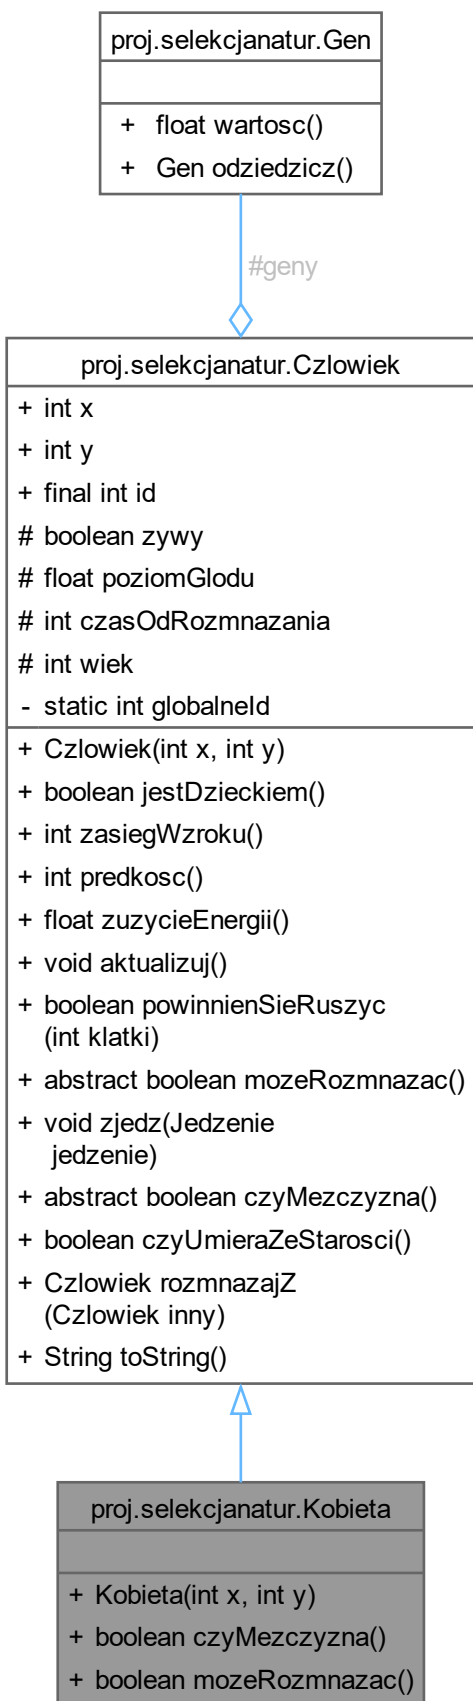 proj.selekcjanatur.Gen
+ float wartosc()
+ Gen odziedzicz()
#geny
proj.selekcjanatur.Czlowiek
+ int x
+ int y
+ final int id
# boolean zywy
# float poziomGlodu
# int czasOdRozmnazania
# int wiek
- static int globalneId
+ Czlowiek(int x, int y)
+ boolean jestDzieckiem()
+ int zasiegWzroku()
+ int predkosc()
+ float zuzycieEnergii()
+ void aktualizuj()
+ boolean powinnienSieRuszyc
(int klatki)
+ abstract boolean mozeRozmnazac()
+ void zjedz(Jedzenie
jedzenie)
+ abstract boolean czyMezczyzna()
+ boolean czyUmieraZeStarosci()
+ Czlowiek rozmnazajZ
(Czlowiek inny)
+ String toString()
proj.selekcjanatur.Kobieta
+ Kobieta(int x, int y)
+ boolean czyMezczyzna()
+ boolean mozeRozmnazac()